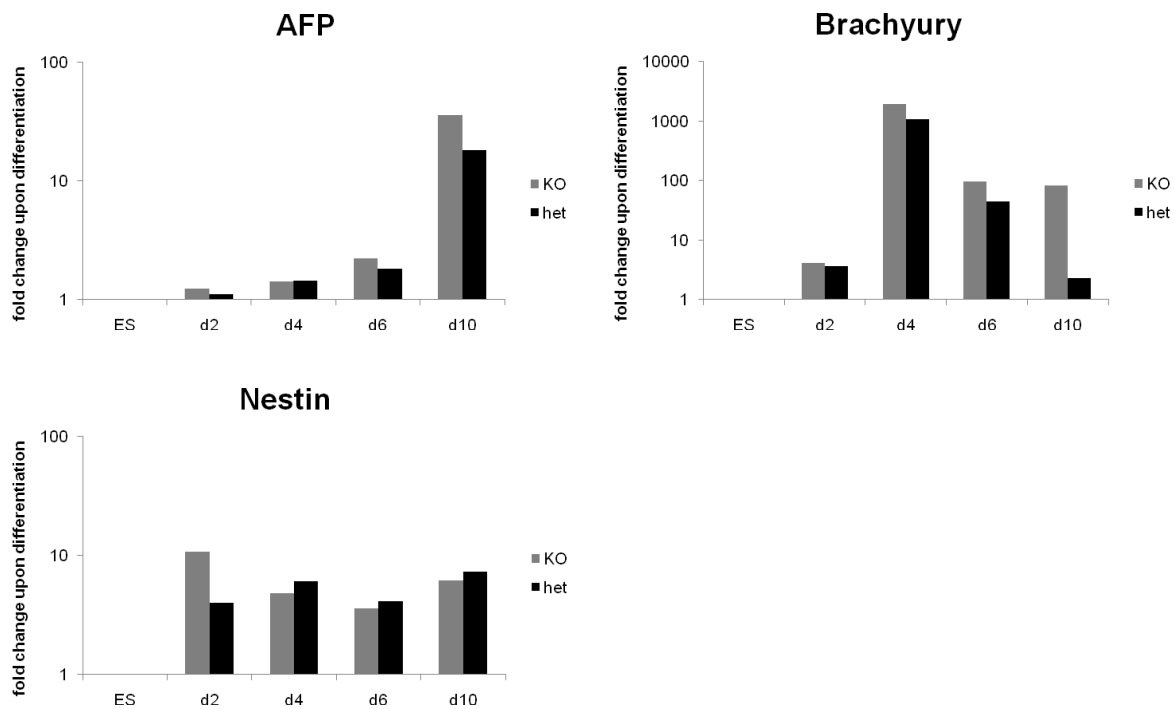 AFP
fold change upon differentiation
100
10
1
ES d2 d4 d6 d10
KO
het
Brachyury
fold change upon differentiation
10000
1000
100
10
1
ES d2 d4 d6 d10
KO
het
Nestin
fold change upon differentiation
100
10
1
ES d2 d4 d6 d10
KO
het